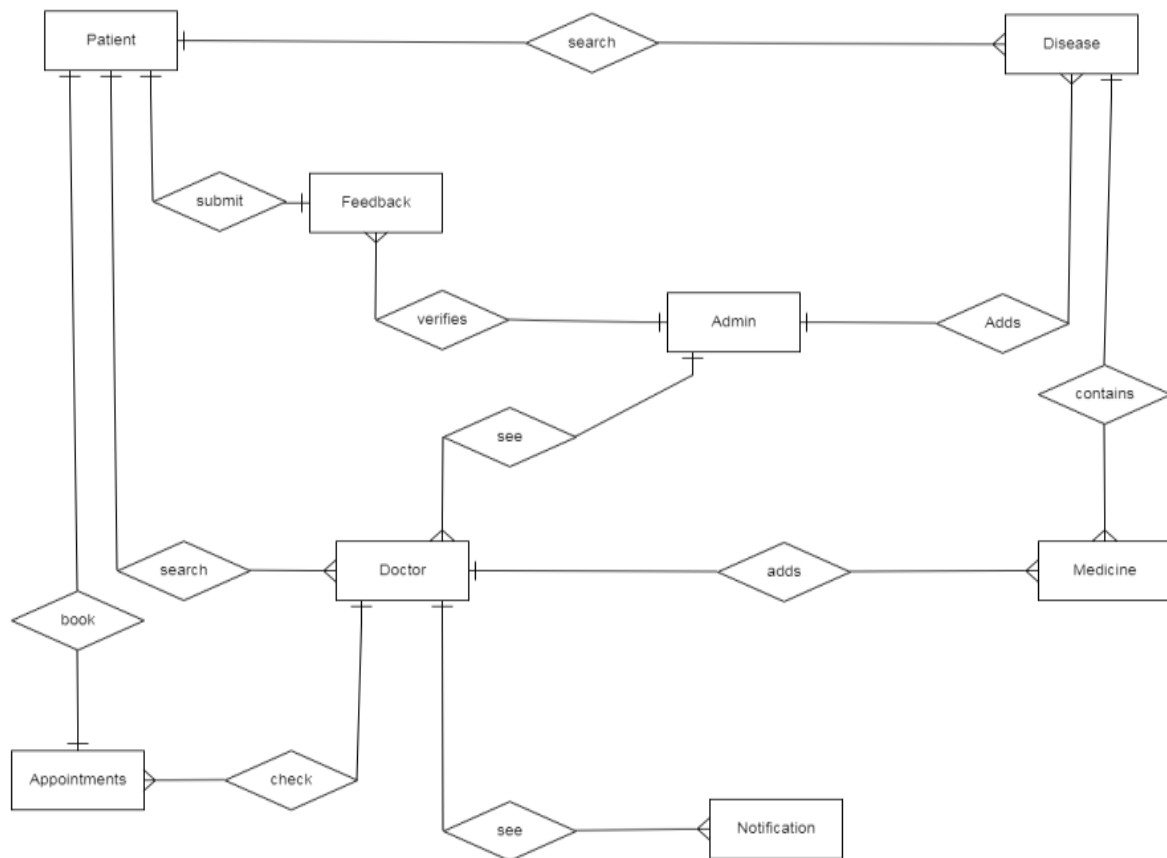 Patient
search
Disease
submit
Feedback
verifies
Admin
Adds
contains
see
search
Doctor
adds
Medicine
book
Appointments
check
see
Notification